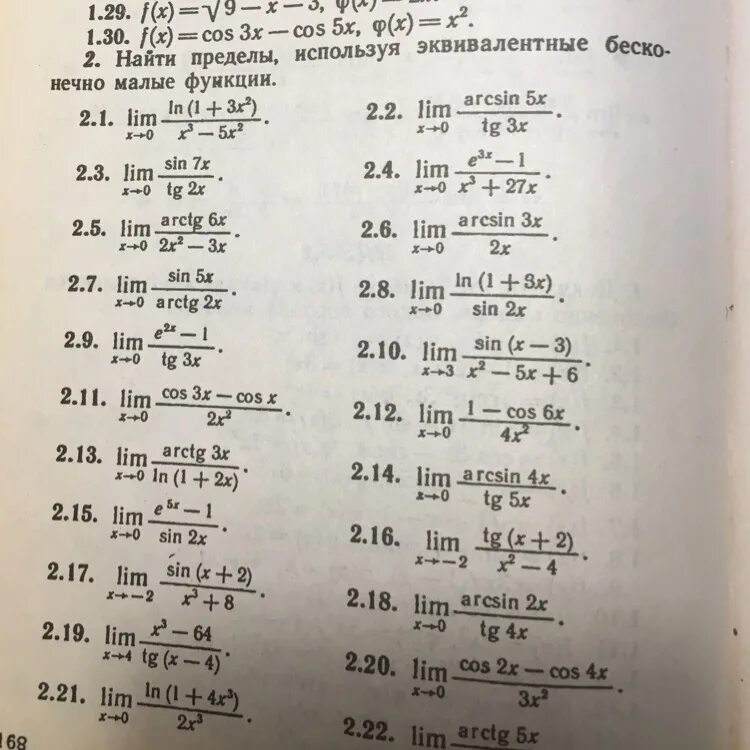 1.29. f(x)=√9−x−3, φ(x)=
1.30. f(x)=cos 3x−cos 5x, φ(x)=x².
2. Найти пределы, используя эквивалентные беско-
нечно малые функции.
2.1. lim x→0 ln(1+3x²)/(x³−5x²). 2.2. lim x→0 arcsin 5x/tg 3x.
2.3. lim x→0 sin 7x/tg 2x. 2.4. lim x→0 (e³ˣ−1)/(x³+27x).
2.5. lim x→0 arctg 6x/(2x²−3x). 2.6. lim x→0 arcsin 3x/2x.
2.7. lim x→0 sin 5x/arctg 2x. 2.8. lim x→0 ln(1+3x)/sin 2x.
2.9. lim x→0 (e²ˣ−1)/tg 3x. 2.10. lim x→3 sin(x−3)/(x²−5x+6).
2.11. lim x→0 (cos 3x−cos x)/2x². 2.12. lim x→0 (1−cos 6x)/4x².
2.13. lim x→0 arctg 3x/ln(1+2x). 2.14. lim x→0 arcsin 4x/tg 5x.
2.15. lim x→0 (e⁵ˣ−1)/sin 2x. 2.16. lim x→−2 tg(x+2)/(x²−4).
2.17. lim x→−2 sin(x+2)/(x³+8). 2.18. lim x→0 arcsin 2x/tg 4x.
2.19. lim x→4 (x³−64)/tg(x−4). 2.20. lim x→0 (cos 2x−cos 4x)/3x².
2.21. lim x→0 ln(1+4x³)/2x³. 2.22. lim arctg 5x
168